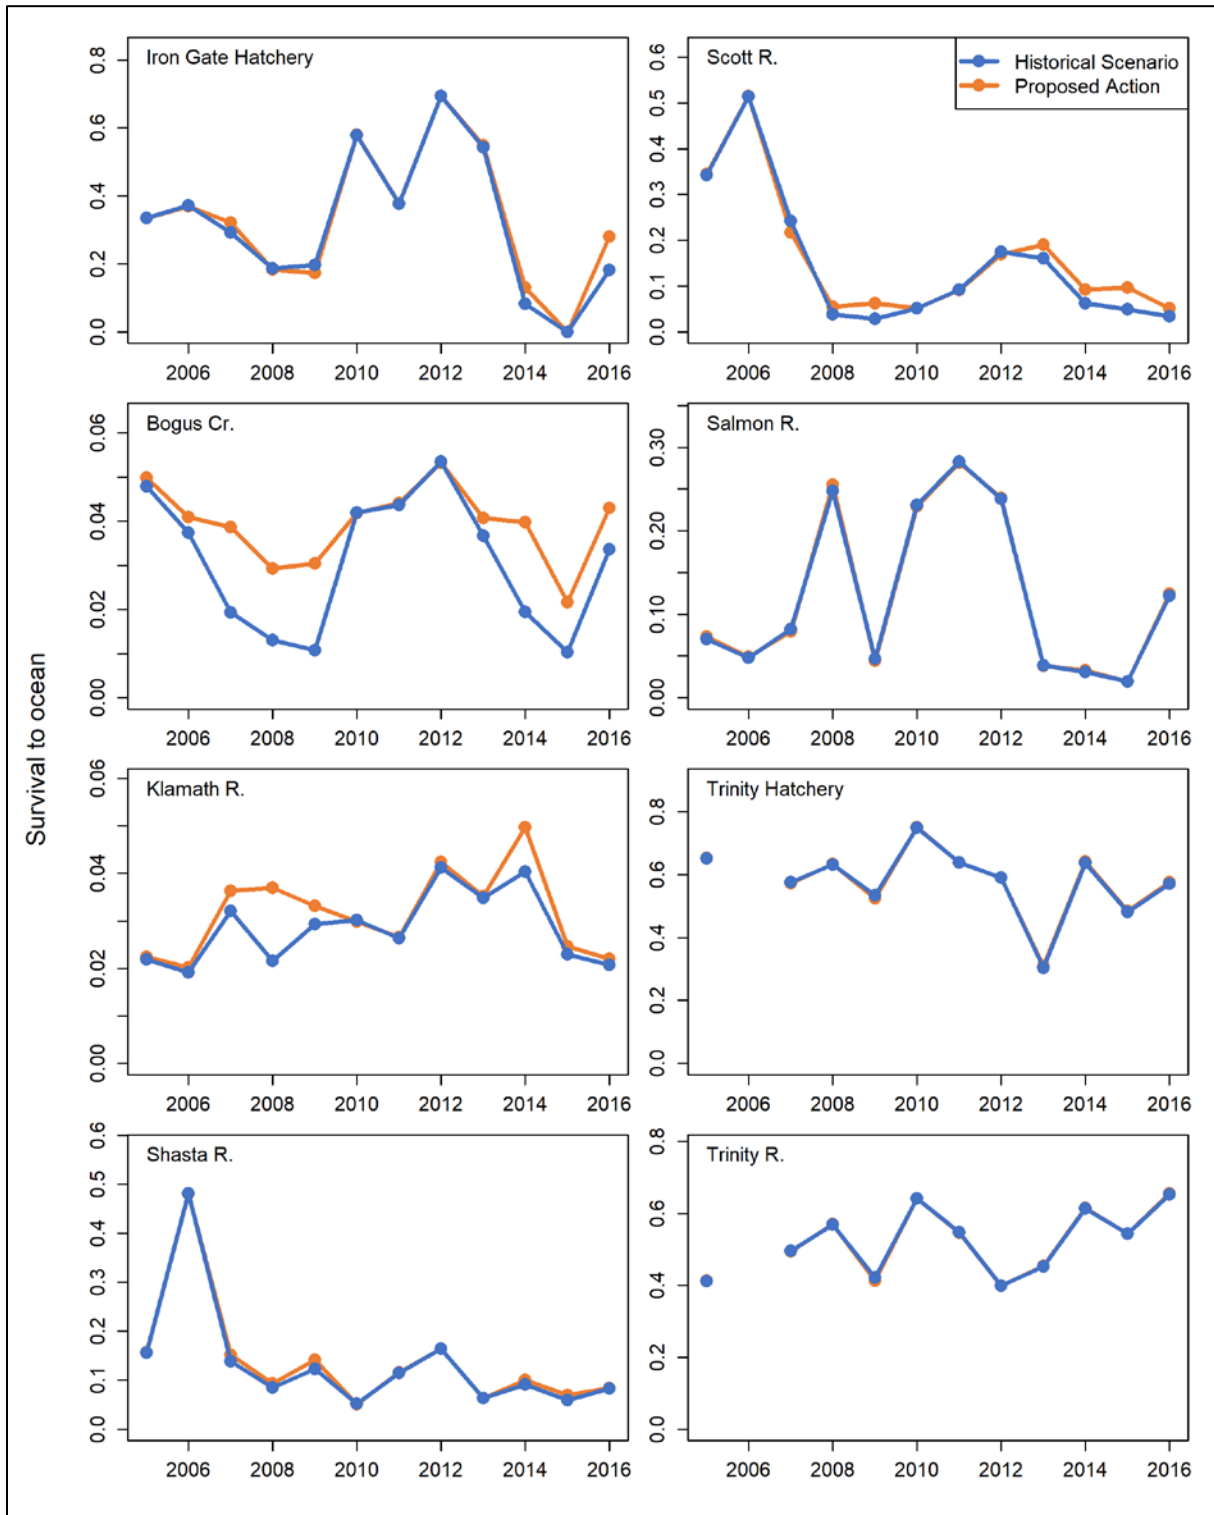 Survival to ocean
Iron Gate Hatchery
0.0 0.2 0.4 0.6 0.8
2006 2008 2010 2012 2014 2016
Scott R.
Historical Scenario
Proposed Action
0.0 0.1 0.2 0.3 0.4 0.5 0.6
2006 2008 2010 2012 2014 2016
Bogus Cr.
0.00 0.02 0.04 0.06
2006 2008 2010 2012 2014 2016
Salmon R.
0.00 0.10 0.20 0.30
2006 2008 2010 2012 2014 2016
Klamath R.
0.00 0.02 0.04 0.06
2006 2008 2010 2012 2014 2016
Trinity Hatchery
0.0 0.2 0.4 0.6 0.8
2006 2008 2010 2012 2014 2016
Shasta R.
0.0 0.1 0.2 0.3 0.4 0.5 0.6
2006 2008 2010 2012 2014 2016
Trinity R.
0.0 0.2 0.4 0.6 0.8
2006 2008 2010 2012 2014 2016